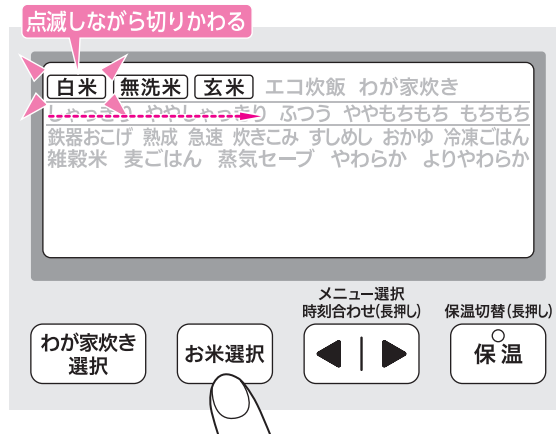 点滅しながら切りかわる
白米 無洗米 玄米 エコ炊飯 わが家炊き
しゃっきり ややしゃっきり ふつう ややもちもち もちもち
鉄器おこげ 熟成 急速 炊きこみ すしめし おかゆ 冷凍ごはん
雑穀米 麦ごはん 蒸気セーブ やわらか よりやわらか
メニュー選択
時刻合わせ(長押し) 保温切替(長押し)
わが家炊き
選択
お米選択
保温